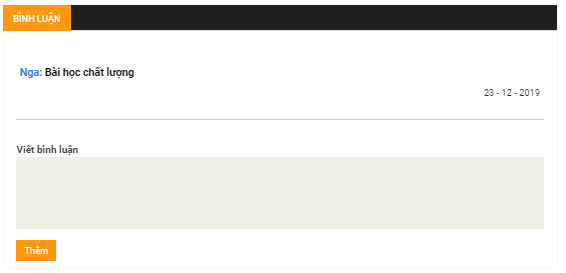 BÌNH LUẬN
Nga: Bài học chất lượng
23 - 12 - 2019
Viết bình luận
Thêm